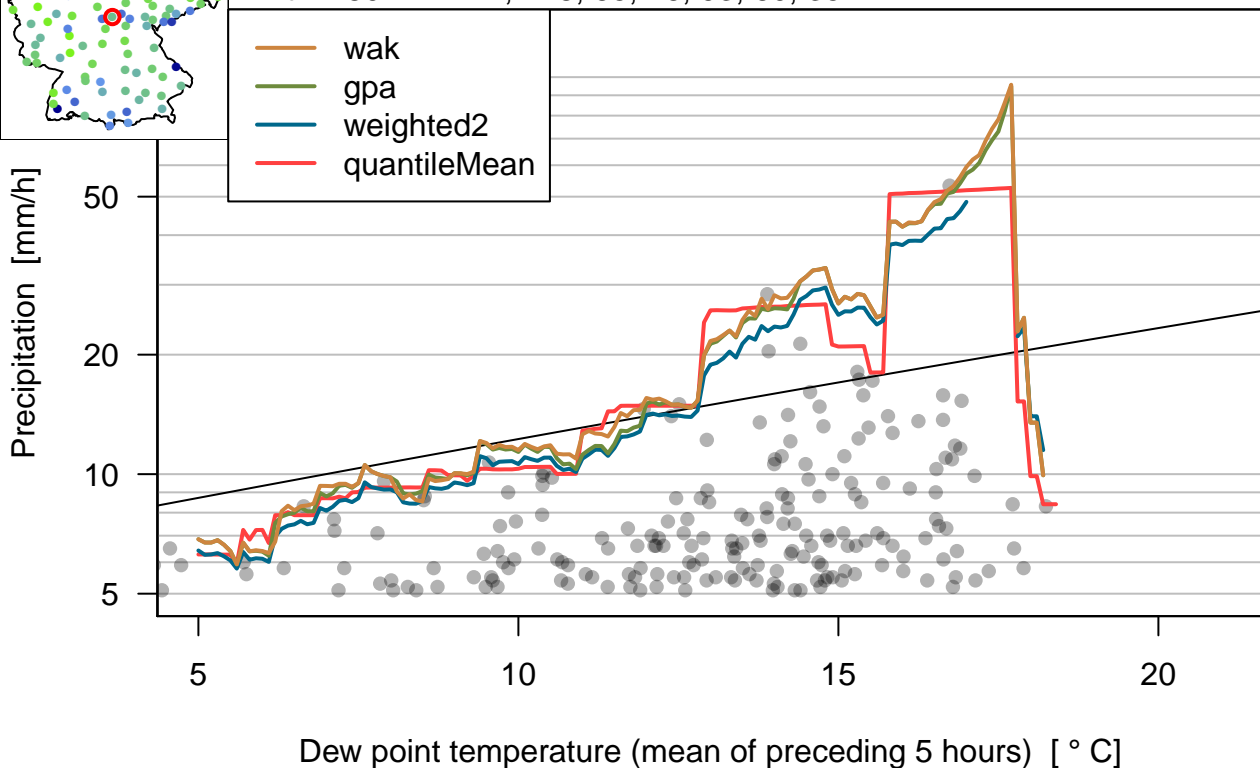 wak
gpa
weighted2
quantileMean
Precipitation [mm/h]
50
20
10
5
5
10
15
20
Dew point temperature (mean of preceding 5 hours) [ ° C]